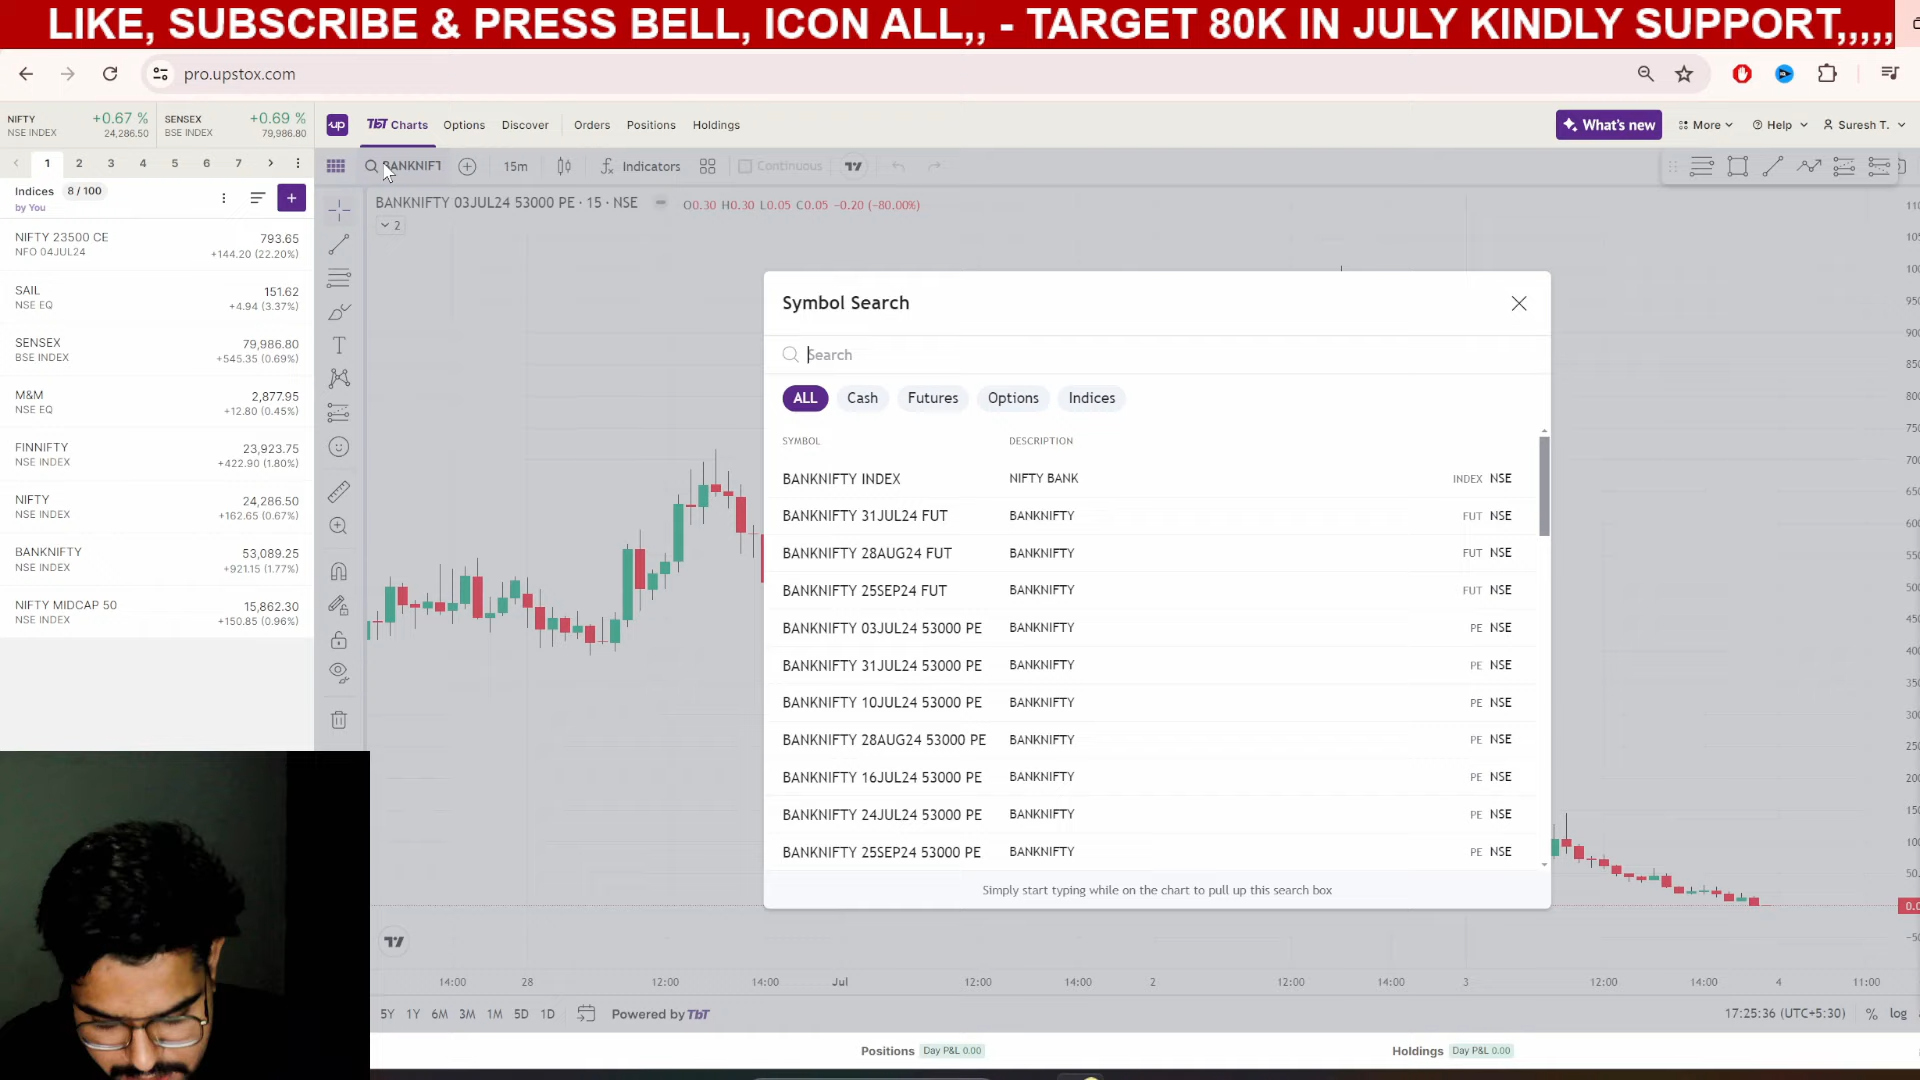 LIKE, SUBSCRIBE & PRESS BELL, ICON ALL,, - TARGET 80K IN JULY KINDLY SUPPORT,,,,,
pro.upstox.com
NIFTY +0.67 % SENSEX +0.69 %
NSE INDEX 24,286.50 BSE INDEX 79,986.80
up TBT Charts Options Discover Orders Positions Holdings What's new More Help Suresh T.
1 2 3 4 5 6 7
BANKNIFT 15m Indicators Continuous
Indices 8 / 100
by You
BANKNIFTY 03JUL24 53000 PE · 15 · NSE O0.30 H0.30 L0.05 C0.05 -0.20 (-80.00%)
2
NIFTY 23500 CE 793.65
NFO 04JUL24 +144.20 (22.20%)
SAIL 151.62
NSE EQ +4.94 (3.37%)
SENSEX 79,986.80
BSE INDEX +545.35 (0.69%)
M&M 2,877.95
NSE EQ +12.80 (0.45%)
FINNIFTY 23,923.75
NSE INDEX +422.90 (1.80%)
NIFTY 24,286.50
NSE INDEX +162.65 (0.67%)
BANKNIFTY 53,089.25
NSE INDEX +921.15 (1.77%)
NIFTY MIDCAP 50 15,862.30
NSE INDEX +150.85 (0.96%)
Symbol Search
Search
ALL Cash Futures Options Indices
SYMBOL DESCRIPTION
BANKNIFTY INDEX NIFTY BANK INDEX NSE
BANKNIFTY 31JUL24 FUT BANKNIFTY FUT NSE
BANKNIFTY 28AUG24 FUT BANKNIFTY FUT NSE
BANKNIFTY 25SEP24 FUT BANKNIFTY FUT NSE
BANKNIFTY 03JUL24 53000 PE BANKNIFTY PE NSE
BANKNIFTY 31JUL24 53000 PE BANKNIFTY PE NSE
BANKNIFTY 10JUL24 53000 PE BANKNIFTY PE NSE
BANKNIFTY 28AUG24 53000 PE BANKNIFTY PE NSE
BANKNIFTY 16JUL24 53000 PE BANKNIFTY PE NSE
BANKNIFTY 24JUL24 53000 PE BANKNIFTY PE NSE
BANKNIFTY 25SEP24 53000 PE BANKNIFTY PE NSE
Simply start typing while on the chart to pull up this search box
14:00 28 12:00 14:00 Jul 12:00 14:00 2 12:00 14:00 3 12:00 14:00 4 11:00
5Y 1Y 6M 3M 1M 5D 1D Powered by TBT 17:25:36 (UTC+5:30) % log
Positions Day P&L 0.00 Holdings Day P&L 0.00